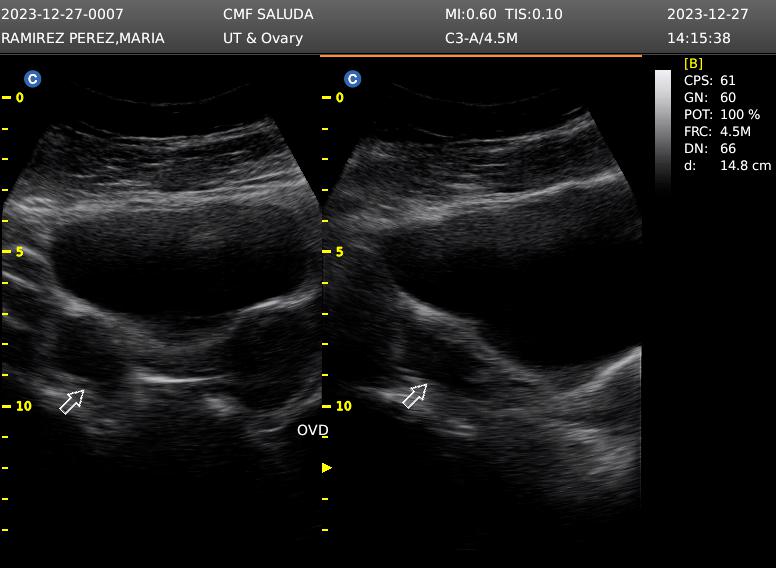 2023-12-27-0007 CMF SALUDA MI:0.60 TIS:0.10 2023-12-27
RAMIREZ PEREZ,MARIA UT & Ovary C3-A/4.5M 14:15:38
[B]
C C
CPS: 61
0 0
GN: 60
POT: 100 %
FRC: 4.5M
DN: 66
d: 14.8 cm
5 5
10 10
OVD